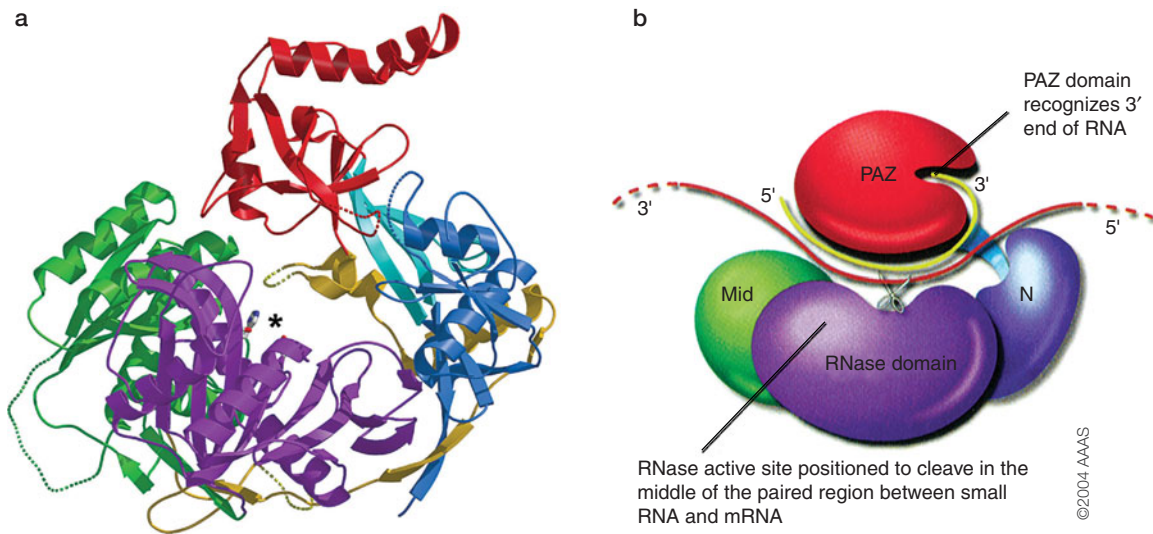 a
*
b
PAZ domain
recognizes 3′
end of RNA
PAZ
3'
5'
3'
5'
Mid
N
RNase domain
RNase active site positioned to cleave in the
middle of the paired region between small
RNA and mRNA
©2004 AAAS